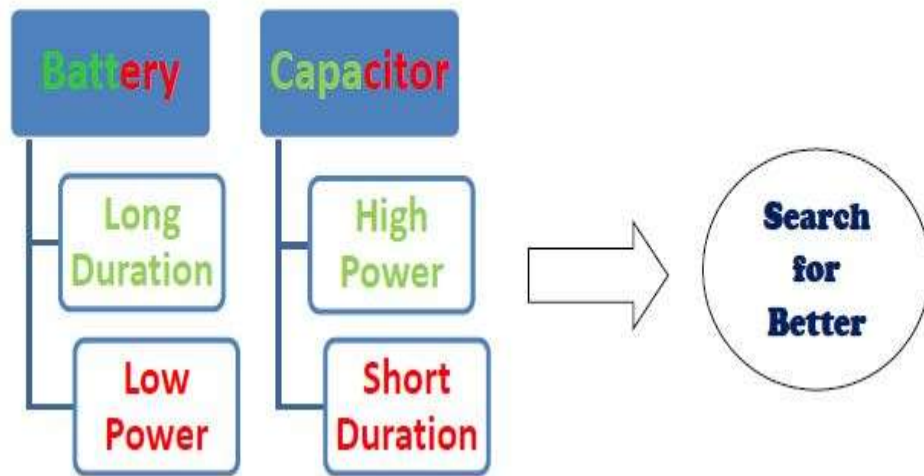 Battery
Long
Duration
Low
Power
Capacitor
High
Power
Short
Duration
Search
for
Better